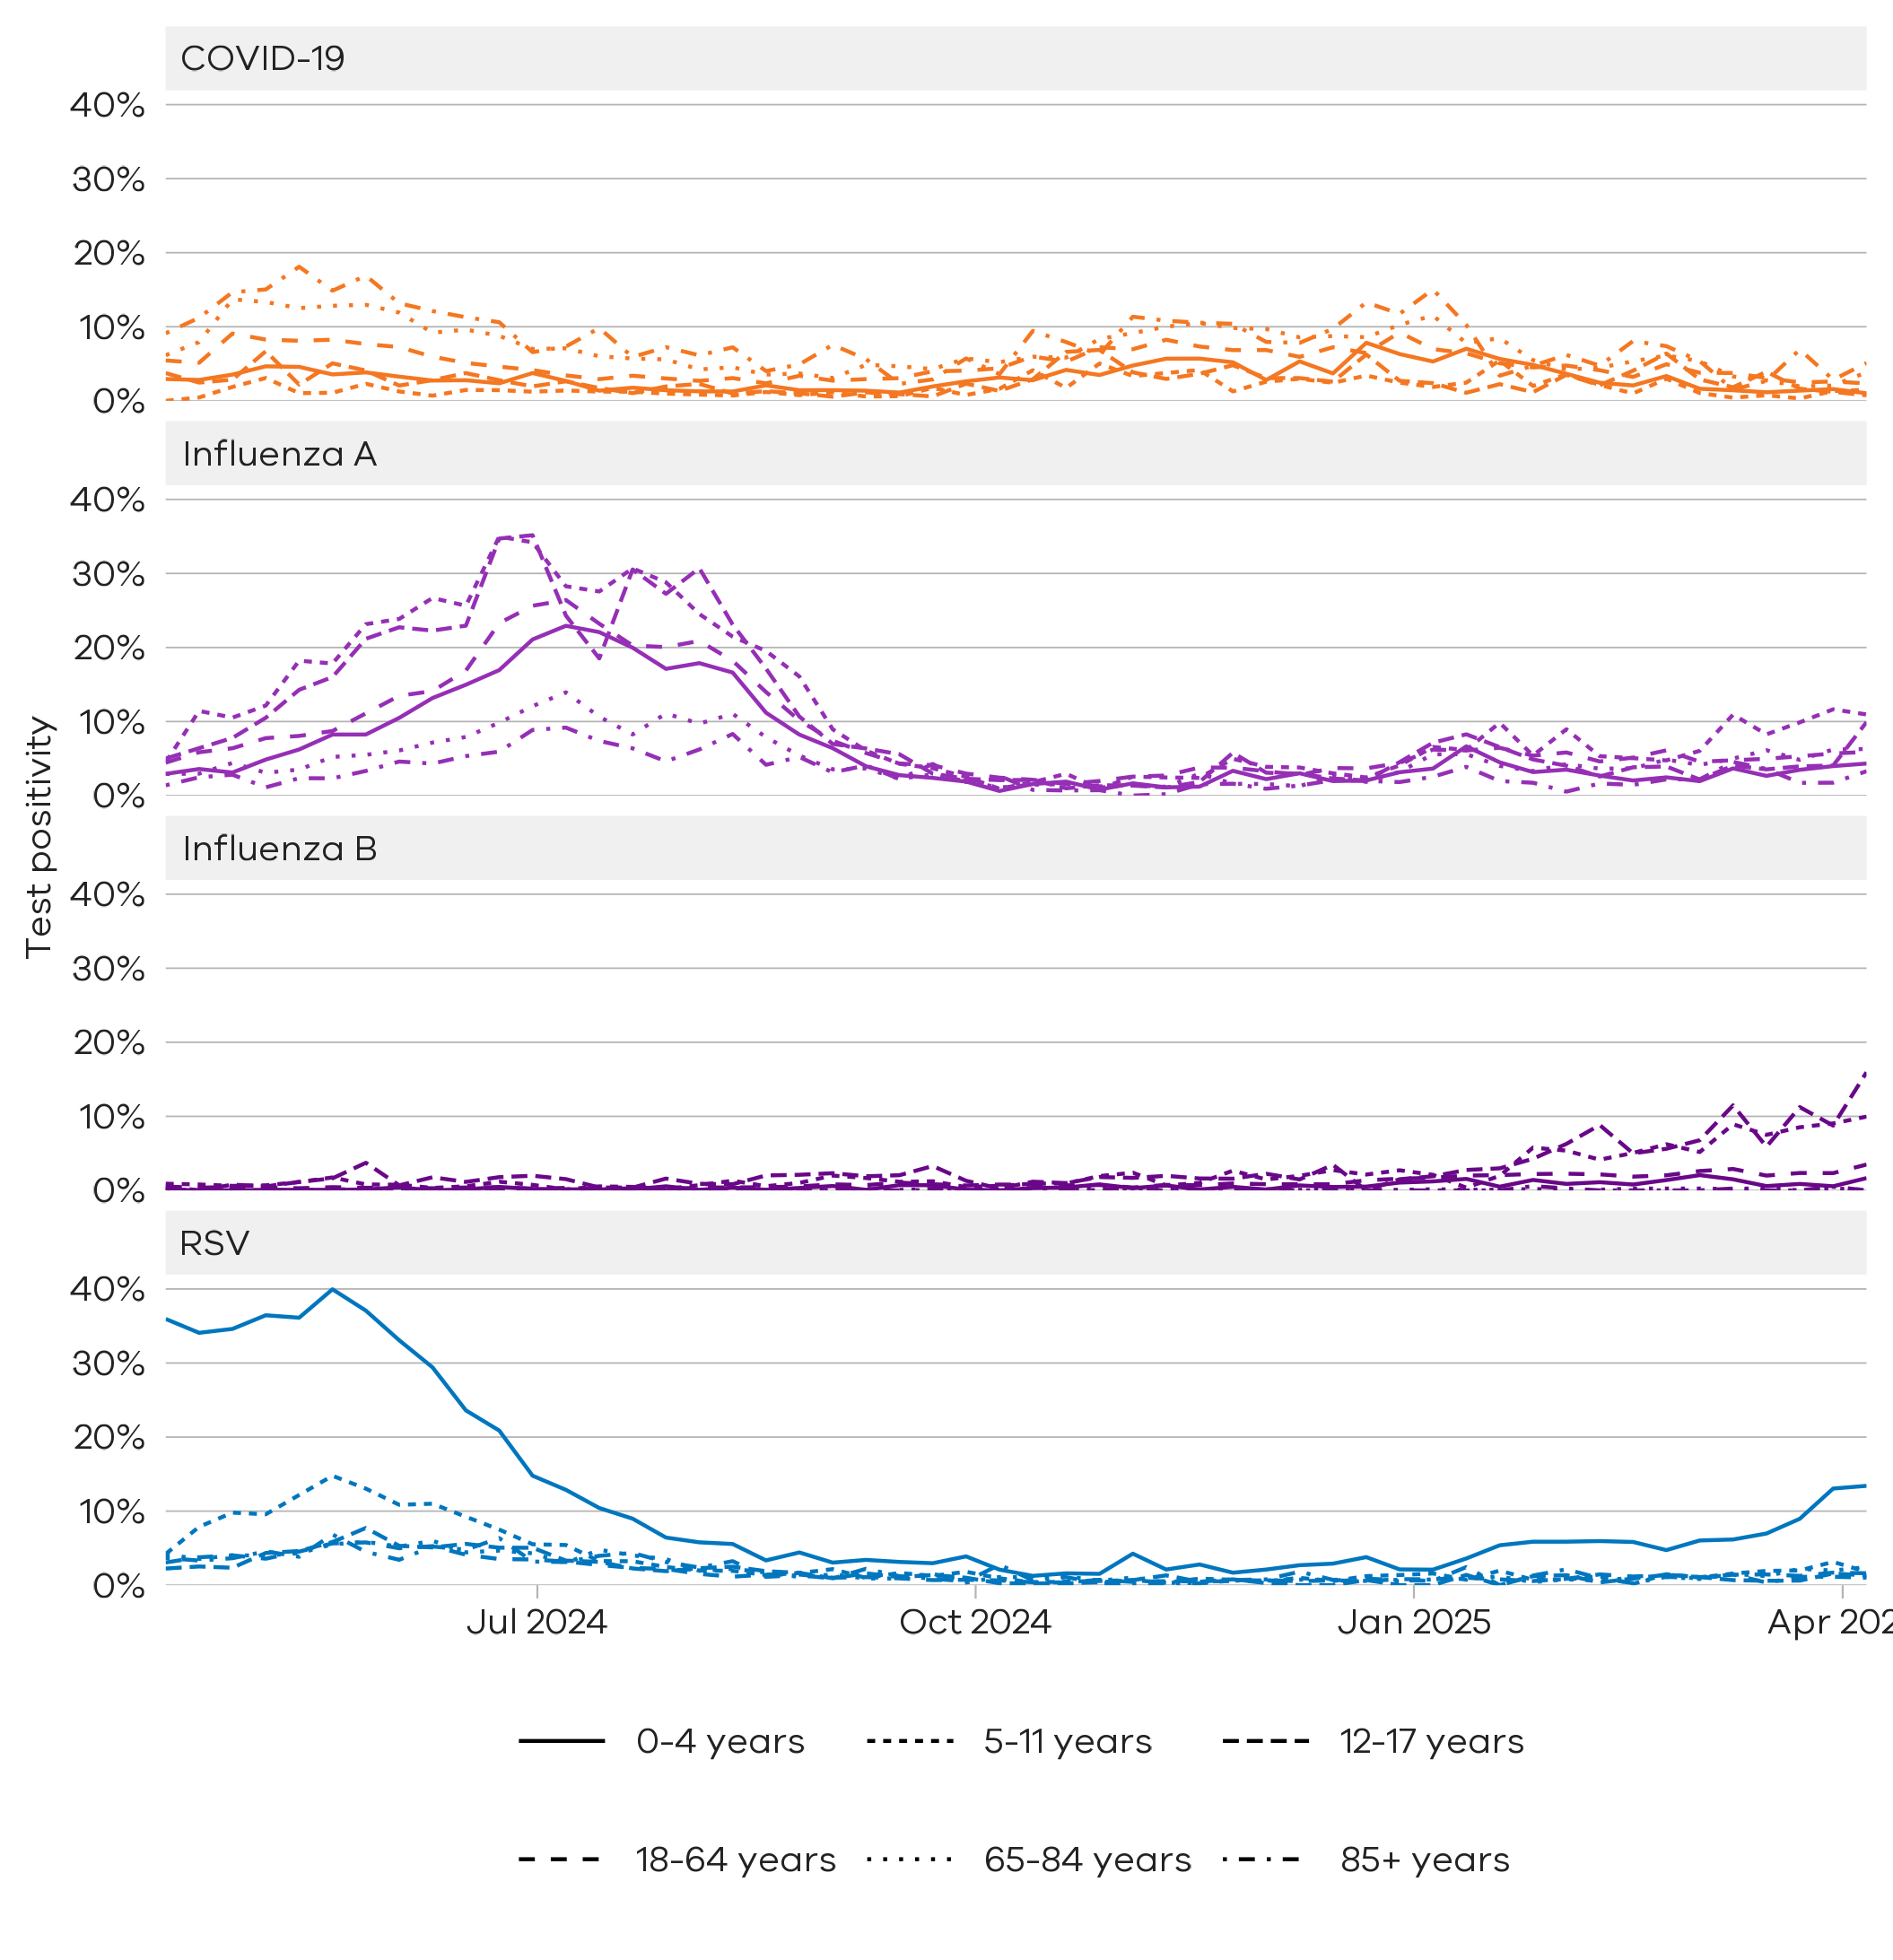 COVID-19
40%
30%
20%
10%
0%
Influenza A
40%
30%
20%
10%
0%
Influenza B
40%
30%
20%
10%
0%
RSV
40%
30%
20%
10%
0%
Test positivity
Jul 2024 Oct 2024 Jan 2025 Apr 202
0-4 years 5-11 years 12-17 years
18-64 years 65-84 years 85+ years